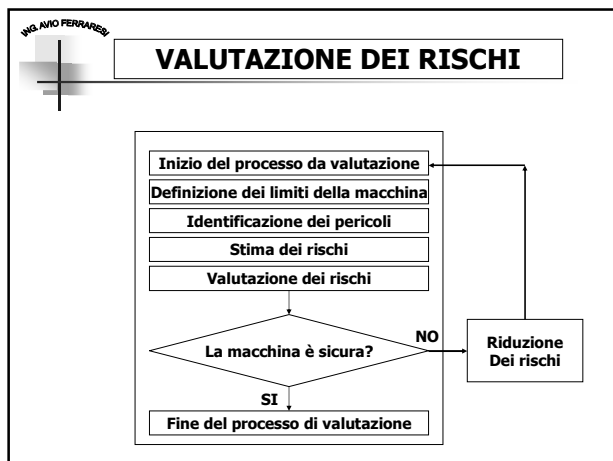 ING. AVIO FERRARESI
VALUTAZIONE DEI RISCHI
Inizio del processo da valutazione
Definizione dei limiti della macchina
Identificazione dei pericoli
Stima dei rischi
Valutazione dei rischi
La macchina è sicura?
NO
Riduzione
Dei rischi
SI
Fine del processo di valutazione